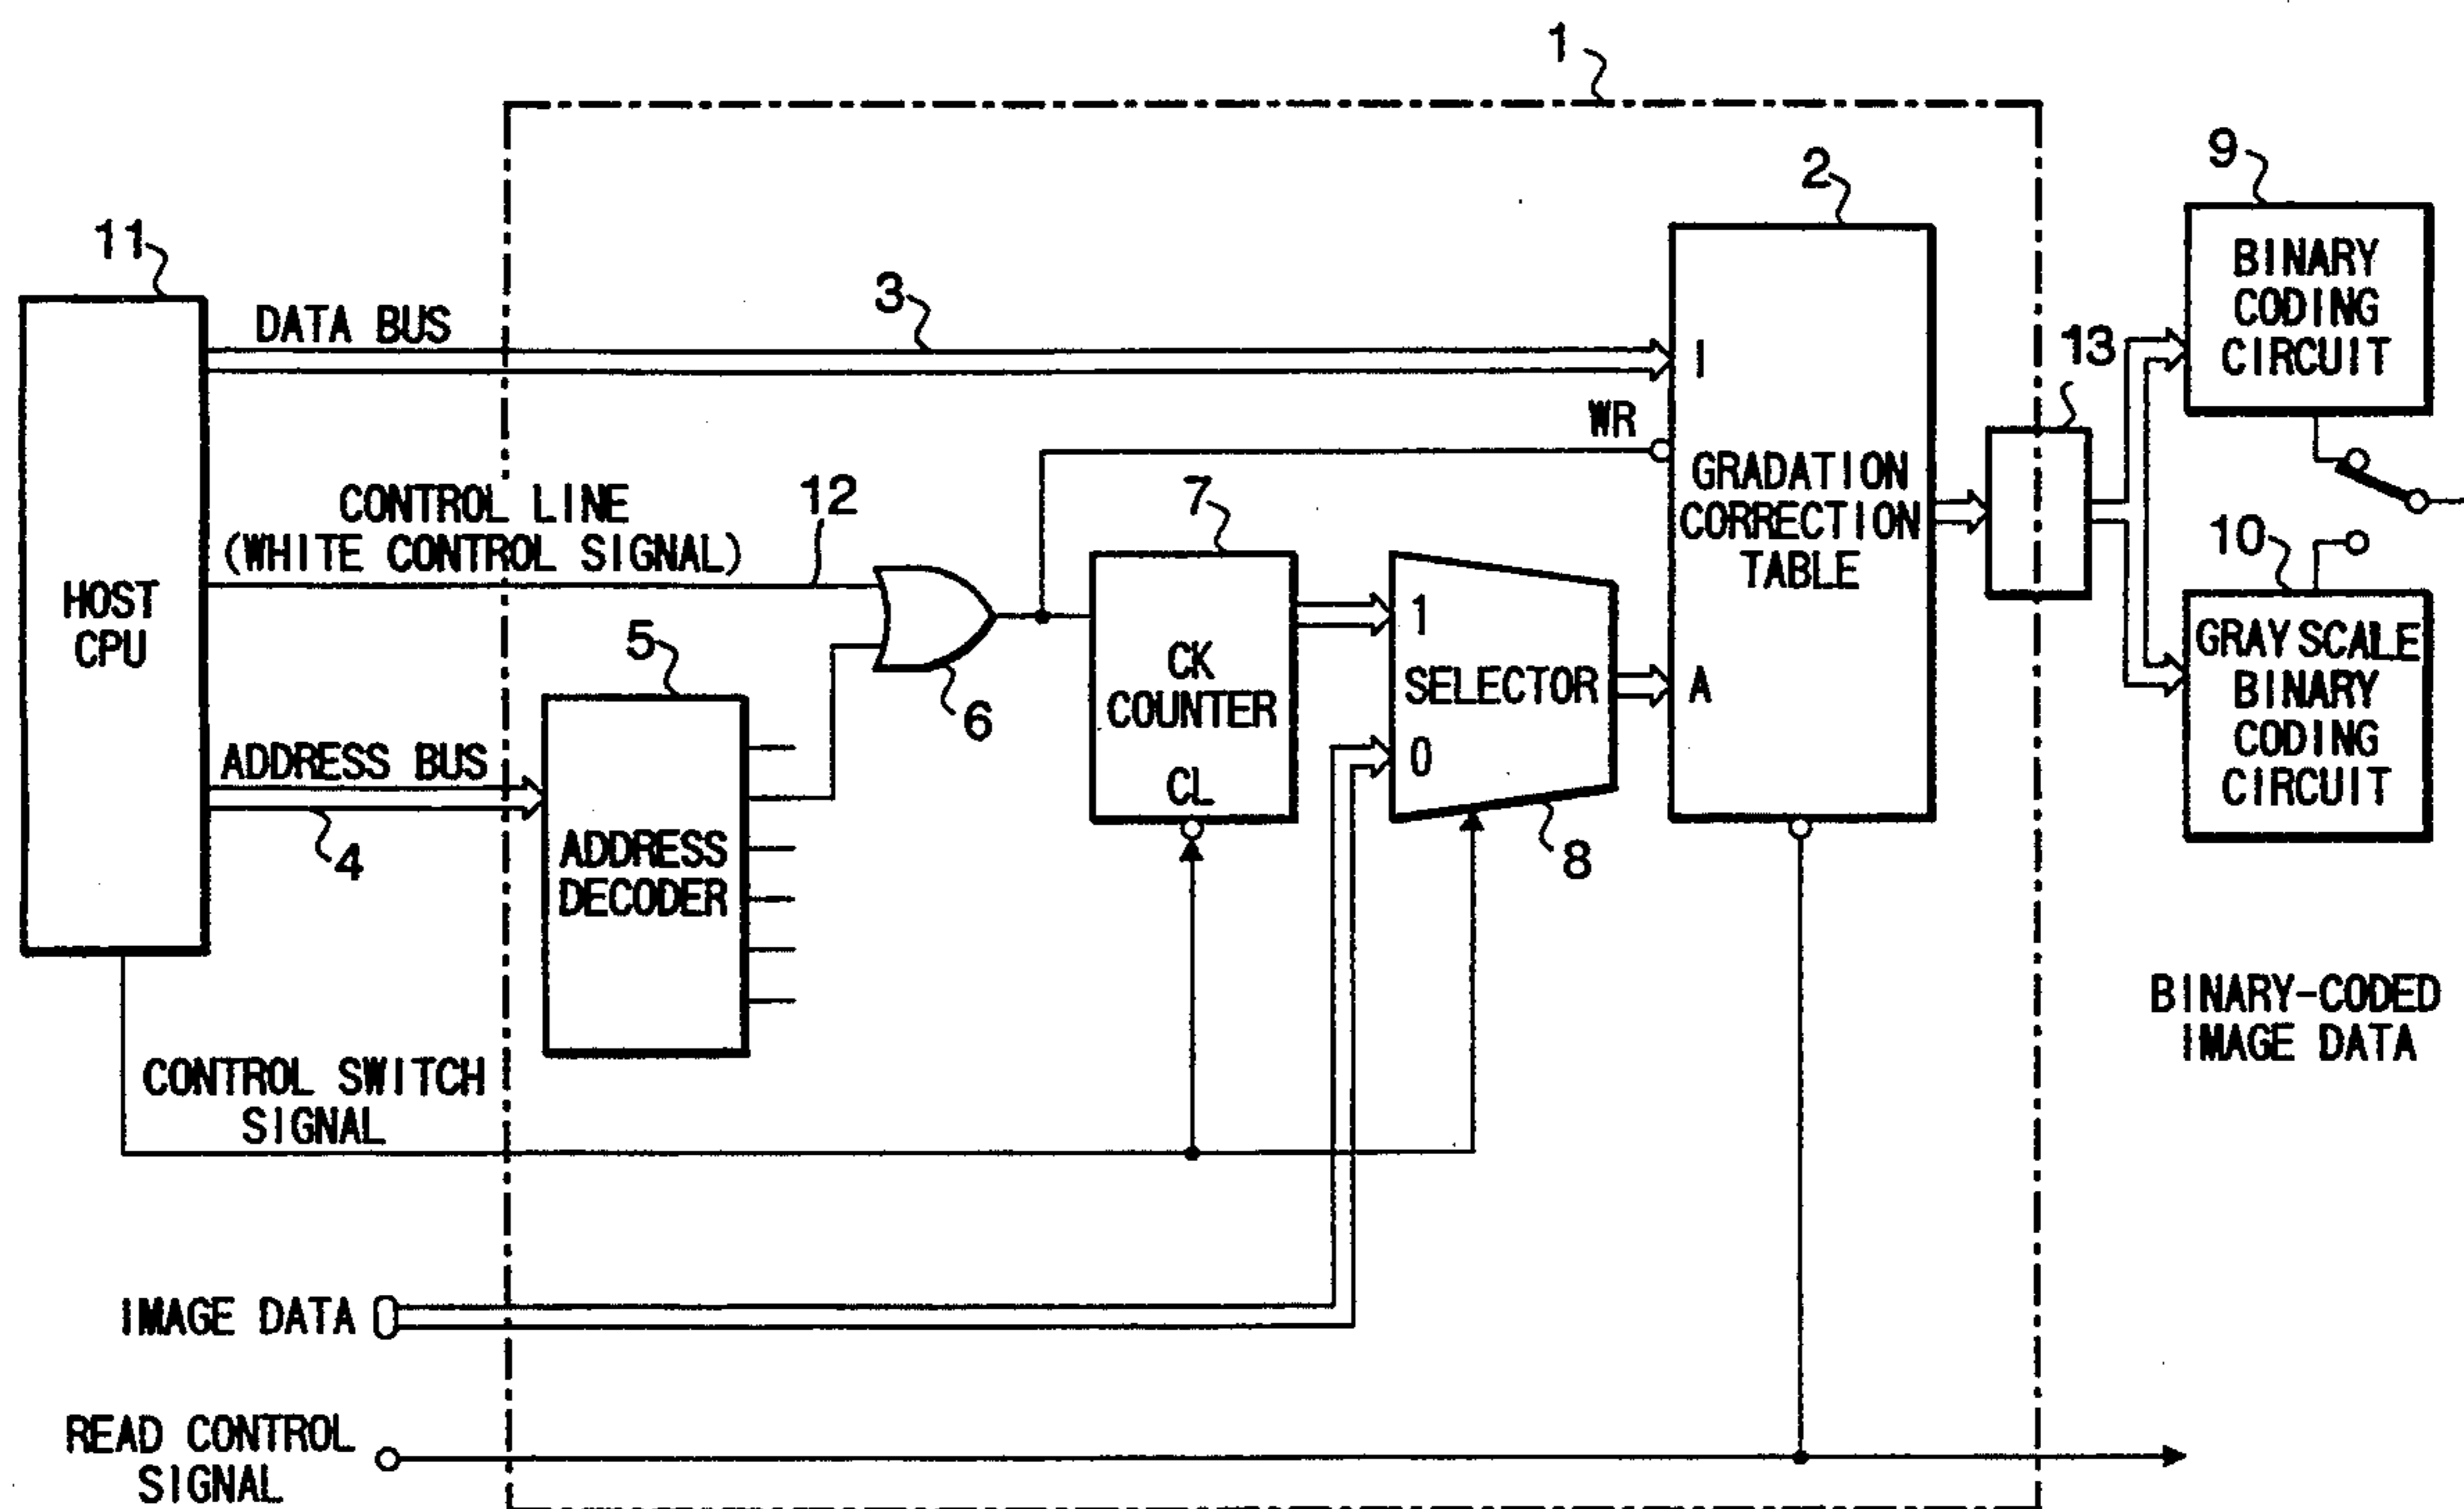 1
11
DATA BUS
3
2
9
BINARY
CODING
CIRCUIT
13
I
WR
CONTROL LINE
(WHITE CONTROL SIGNAL)
12
7
GRADATION
CORRECTION
TABLE
10
HOST
CPU
6
5
CK
COUNTER
CL
1
SELECTOR
0
A
8
GRAY SCALE
BINARY
CODING
CIRCUIT
ADDRESS BUS
4
ADDRESS
DECODER
BINARY-CODED
IMAGE DATA
CONTROL SWITCH
SIGNAL
IMAGE DATA
READ CONTROL
SIGNAL